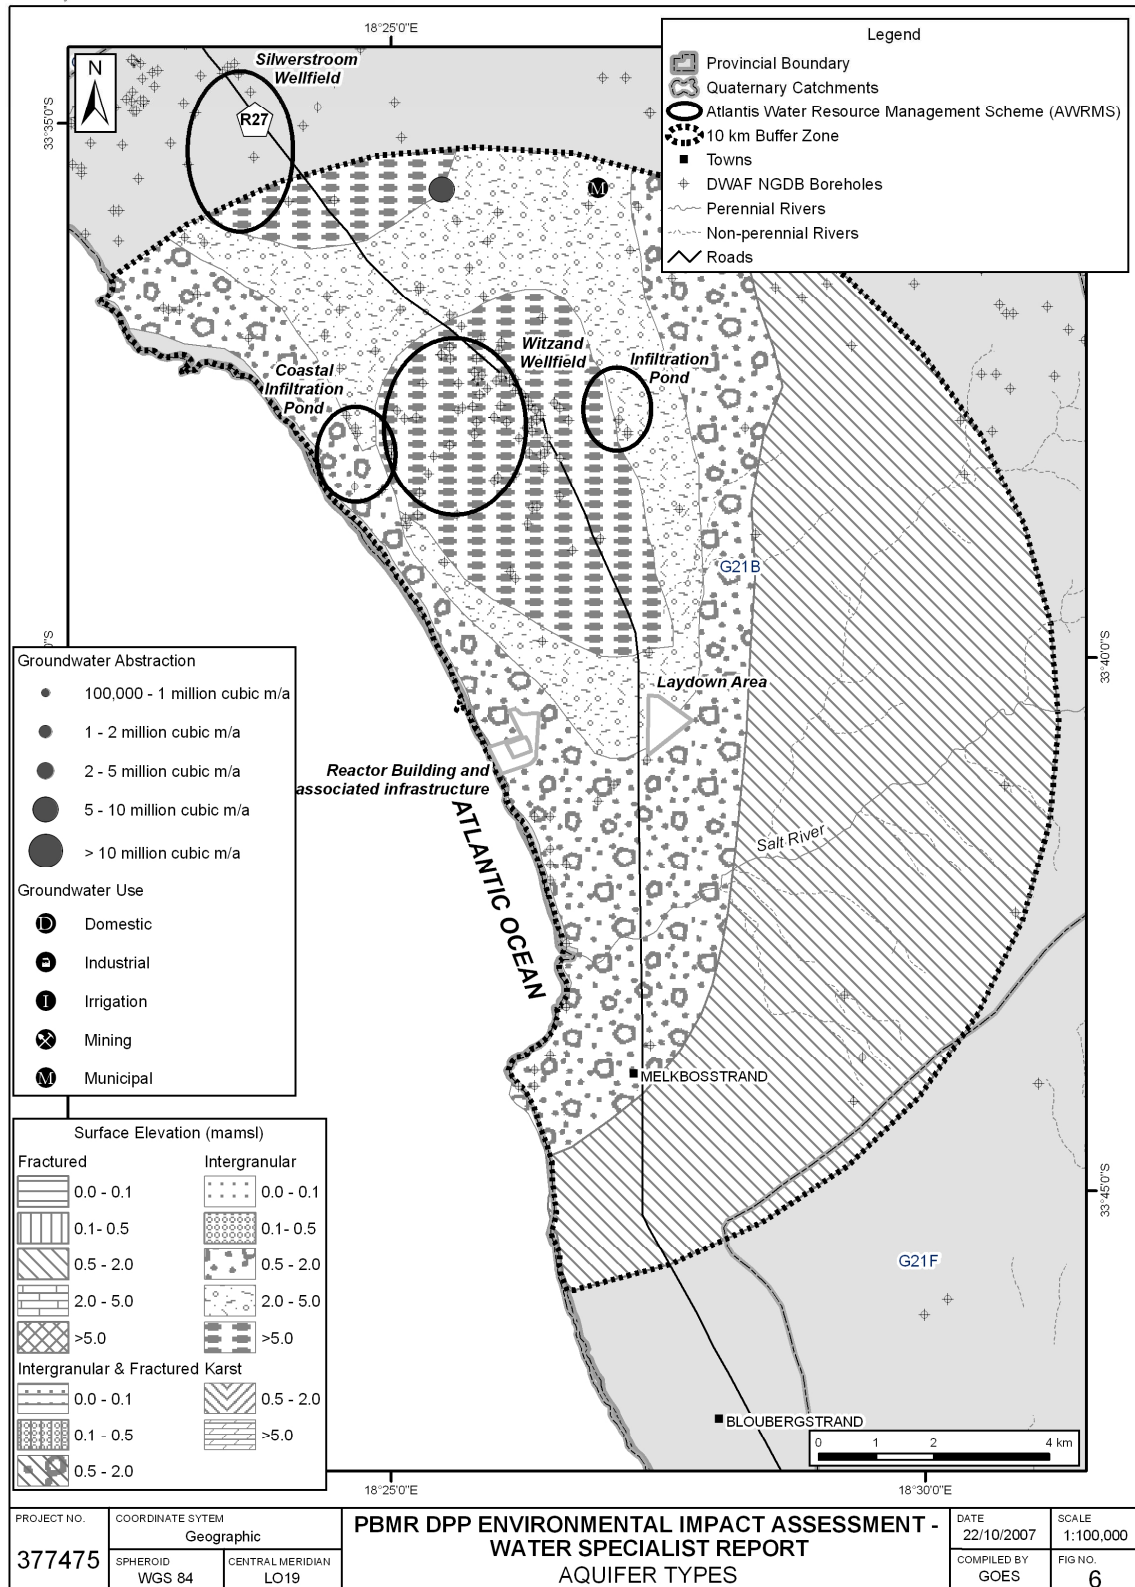 18°25'0"E
Silwerstroom
Wellfield
N
R27
33°35'0"S
Legend
Provincial Boundary
Quaternary Catchments
Atlantis Water Resource Management Scheme (AWRMS)
10 km Buffer Zone
Towns
DWAF NGDB Boreholes
Perennial Rivers
Non-perennial Rivers
Roads
M
Coastal
Infiltration
Pond
Witzand
Wellfield
Infiltration
Pond
G21B
0"S
33°40'0"S
Groundwater Abstraction
100,000 - 1 million cubic m/a
1 - 2 million cubic m/a
2 - 5 million cubic m/a
5 - 10 million cubic m/a
> 10 million cubic m/a
Groundwater Use
D Domestic
Industrial
I Irrigation
Mining
M Municipal
Laydown Area
Reactor Building and
associated infrastructure
ATLANTIC OCEAN
Salt River
MELKBOSSTRAND
33°45'0"S
G21F
BLOUBERGSTRAND
0 1 2 4 km
Surface Elevation (mamsl)
Fractured
0.0 - 0.1
0.1- 0.5
0.5 - 2.0
2.0 - 5.0
>5.0
Intergranular
0.0 - 0.1
0.1- 0.5
0.5 - 2.0
2.0 - 5.0
>5.0
Intergranular & Fractured
0.0 - 0.1
0.1 - 0.5
0.5 - 2.0
Karst
0.5 - 2.0
>5.0
18°25'0"E
18°30'0"E
PROJECT NO.
377475
COORDINATE SYTEM
Geographic
SPHEROID
WGS 84
CENTRAL MERIDIAN
LO19
PBMR DPP ENVIRONMENTAL IMPACT ASSESSMENT -
WATER SPECIALIST REPORT
AQUIFER TYPES
DATE
22/10/2007
SCALE
1:100,000
COMPILED BY
GOES
FIG NO.
6